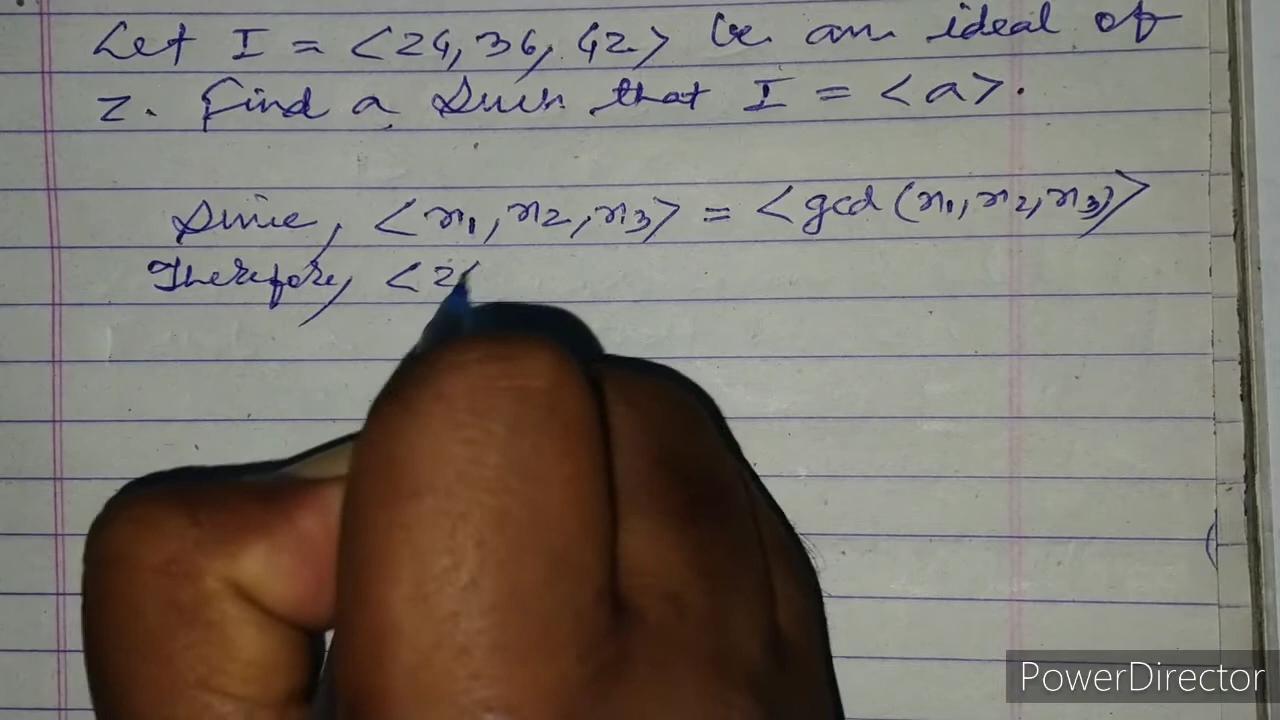 Let I = <24, 36, 42> be an ideal of
Z. Find a such that I = <a>.
Since, <n1, n2, n3> = <gcd (n1, n2, n3)>
Therefore, <24
PowerDirector